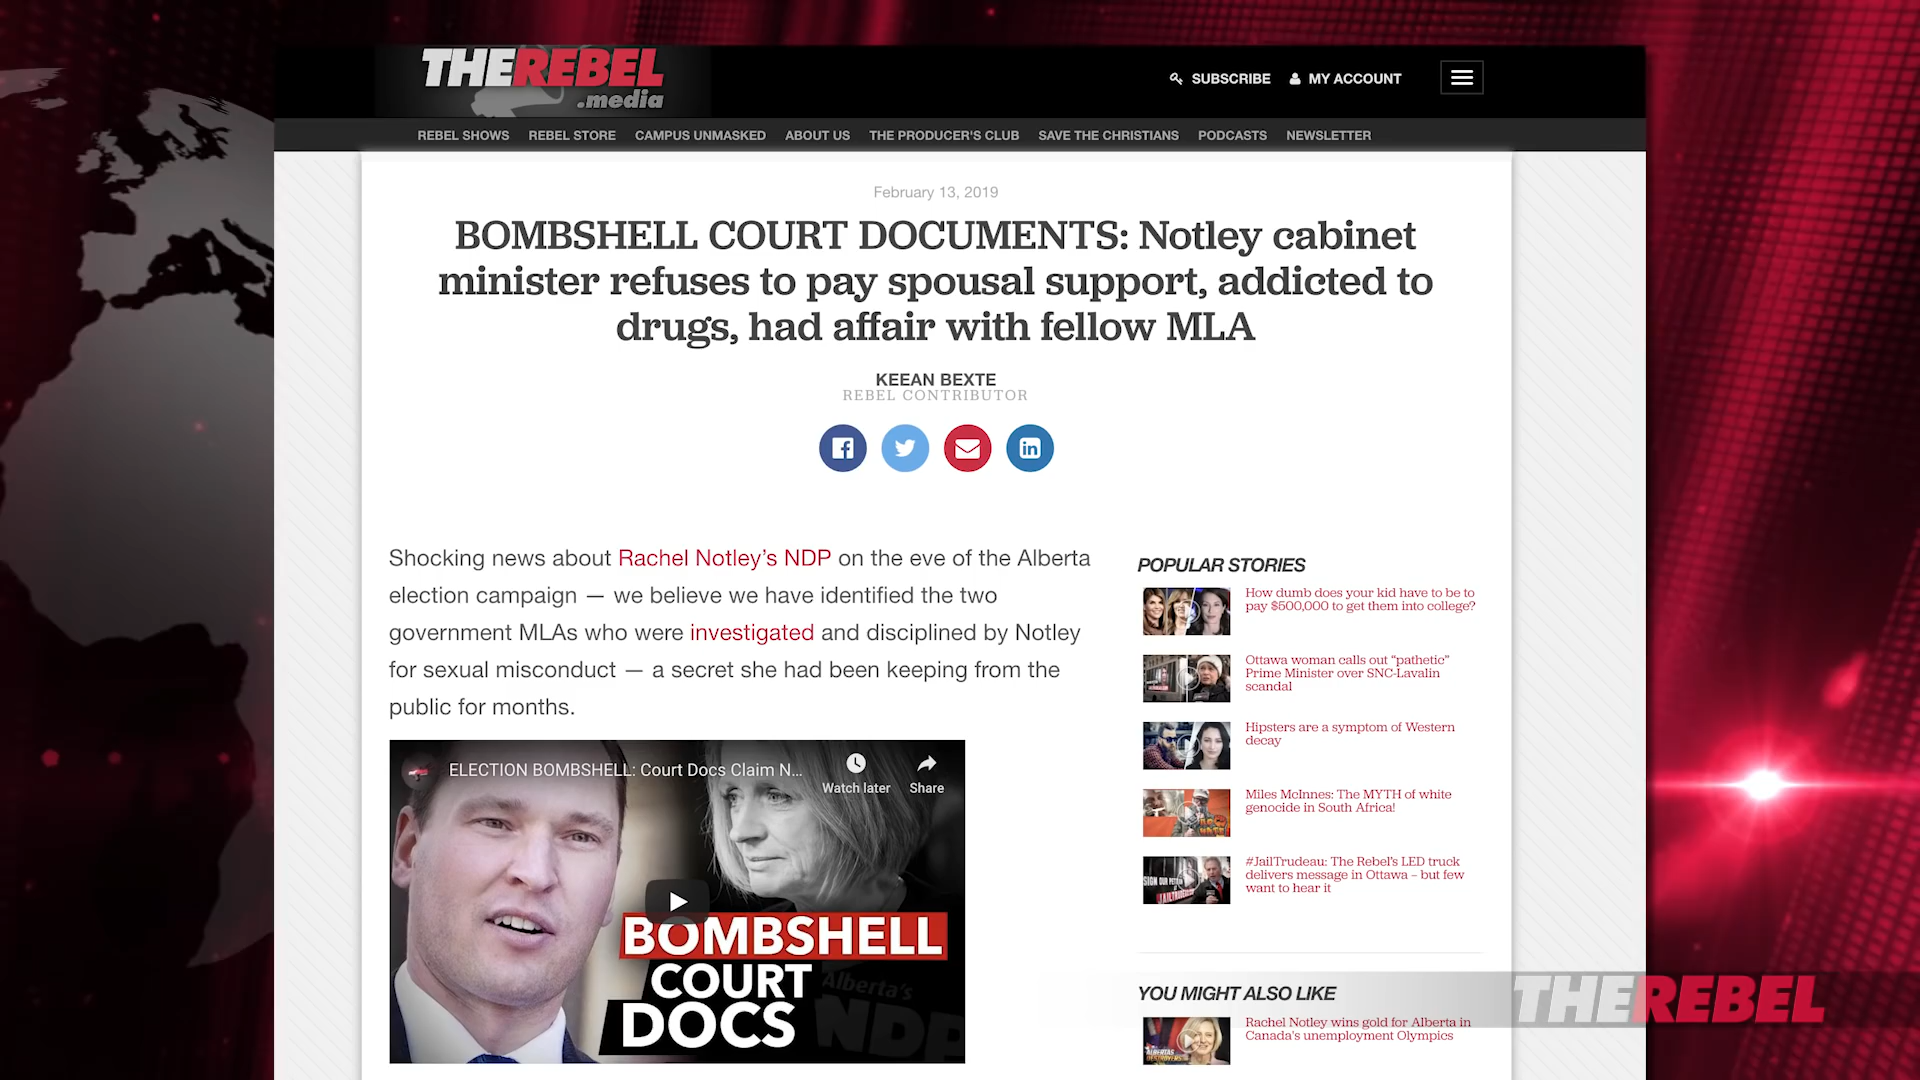 THEREBEL
.media
SUBSCRIBE
MY ACCOUNT
REBEL SHOWS
REBEL STORE
CAMPUS UNMASKED
ABOUT US
THE PRODUCER'S CLUB
SAVE THE CHRISTIANS
PODCASTS
NEWSLETTER
February 13, 2019
BOMBSHELL COURT DOCUMENTS: Notley cabinet
minister refuses to pay spousal support, addicted to
drugs, had affair with fellow MLA
KEEAN BEXTE
REBEL CONTRIBUTOR
Shocking news about Rachel Notley’s NDP on the eve of the Alberta
election campaign — we believe we have identified the two
government MLAs who were investigated and disciplined by Notley
for sexual misconduct — a secret she had been keeping from the
public for months.
ELECTION BOMBSHELL: Court Docs Claim N...
Watch later
Share
BOMBSHELL
COURT
DOCS
Alberta's
NDP
POPULAR STORIES
How dumb does your kid have to be to
pay $500,000 to get them into college?
Ottawa woman calls out “pathetic”
Prime Minister over SNC-Lavalin
scandal
Hipsters are a symptom of Western
decay
Miles McInnes: The MYTH of white
genocide in South Africa!
#JailTrudeau: The Rebel’s LED truck
delivers message in Ottawa – but few
want to hear it
YOU MIGHT ALSO LIKE
Rachel Notley wins gold for Alberta in
Canada's unemployment Olympics
THEREBEL